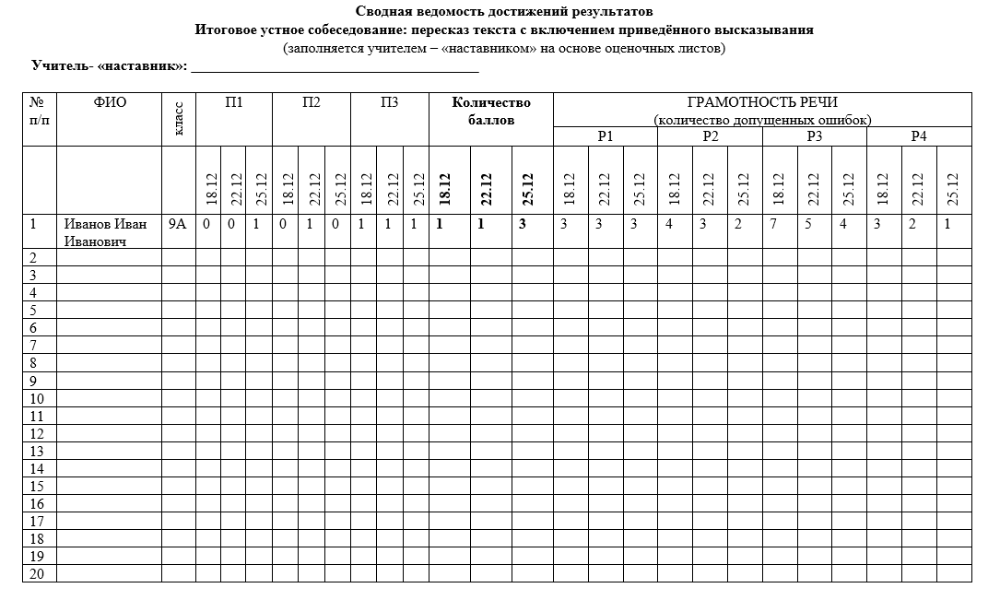 Сводная ведомость достижений результатов
Итоговое устное собеседование: пересказ текста с включением приведённого высказывания
(заполняется учителем – «наставником» на основе оценочных листов)
Учитель- «наставник»: ________________________________________
№ п/п ФИО класс П1 П2 П3 Количество баллов ГРАМОТНОСТЬ РЕЧИ
(количество допущенных ошибок)
Р1 Р2 Р3 Р4
18.12 22.12 25.12 18.12 22.12 25.12 18.12 22.12 25.12 18.12 22.12 25.12 18.12 22.12 25.12 18.12 22.12 25.12 18.12 22.12 25.12 18.12 22.12 25.12
1 Иванов Иван Иванович 9А 0 0 1 0 1 0 1 1 1 1 1 3 3 3 3 4 3 2 7 5 4 3 2 1
2
3
4
5
6
7
8
9
10
11
12
13
14
15
16
17
18
19
20